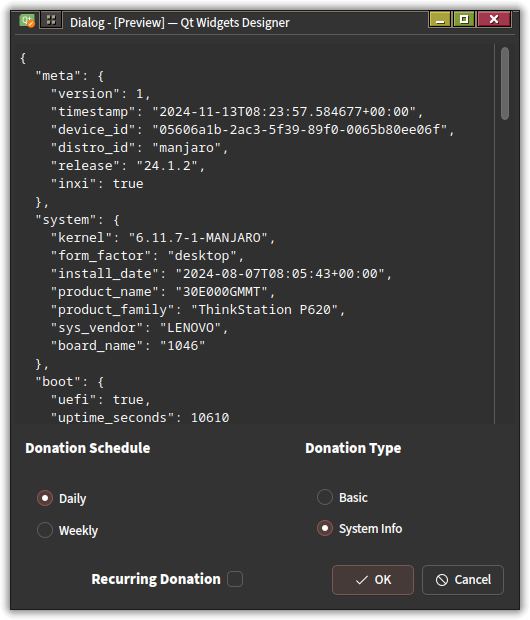 Dialog - [Preview] — Qt Widgets Designer
{
  "meta": {
    "version": 1,
    "timestamp": "2024-11-13T08:23:57.584677+00:00",
    "device_id": "05606a1b-2ac3-5f39-89f0-0065b80ee06f",
    "distro_id": "manjaro",
    "release": "24.1.2",
    "inxi": true
  },
  "system": {
    "kernel": "6.11.7-1-MANJARO",
    "form_factor": "desktop",
    "install_date": "2024-08-07T08:05:43+00:00",
    "product_name": "30E000GMMT",
    "product_family": "ThinkStation P620",
    "sys_vendor": "LENOVO",
    "board_name": "1046"
  },
  "boot": {
    "uefi": true,
    "uptime_seconds": 10610
Donation Schedule
Donation Type
Daily
Basic
Weekly
System Info
Recurring Donation
OK
Cancel